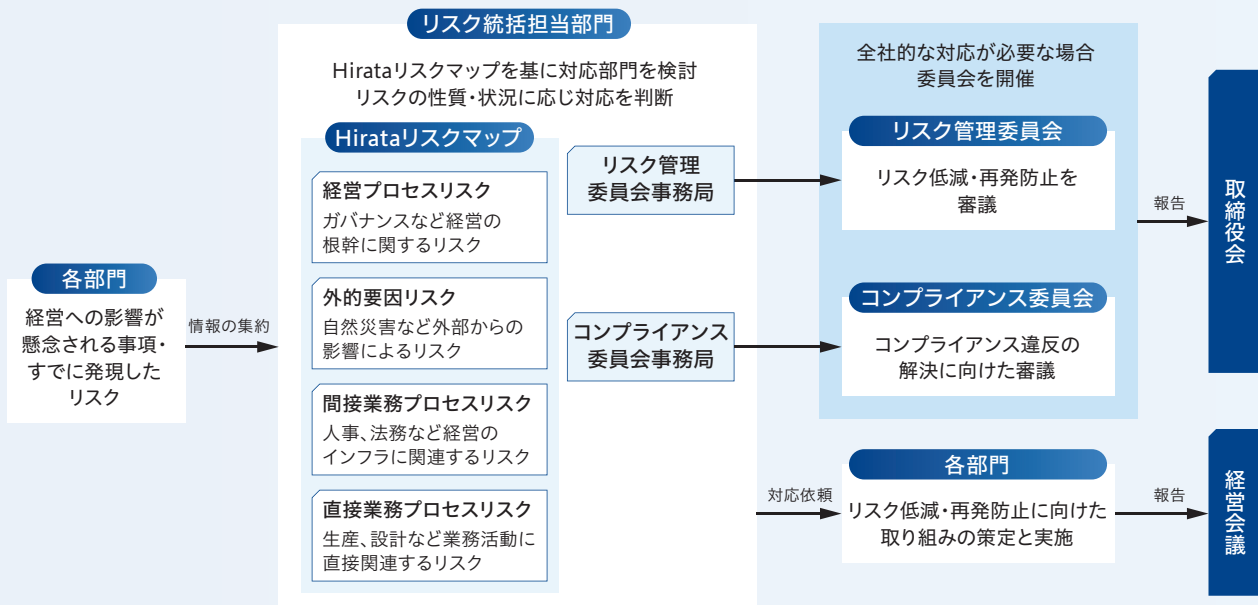 各部門
経営への影響が
懸念される事項・
すでに発現した
リスク
情報の集約
リスク統括担当部門
Hirataリスクマップを基に対応部門を検討
リスクの性質・状況に応じ対応を判断
Hirataリスクマップ
経営プロセスリスク
ガバナンスなど経営の
根幹に関するリスク
外的要因リスク
自然災害など外部からの
影響によるリスク
間接業務プロセスリスク
人事、法務など経営の
インフラに関連するリスク
直接業務プロセスリスク
生産、設計など業務活動に
直接関連するリスク
リスク管理
委員会事務局
コンプライアンス
委員会事務局
全社的な対応が必要な場合
委員会を開催
リスク管理委員会
リスク低減・再発防止を
審議
コンプライアンス委員会
コンプライアンス違反の
解決に向けた審議
報告
取締役会
対応依頼
各部門
リスク低減・再発防止に向けた
取り組みの策定と実施
報告
経営会議